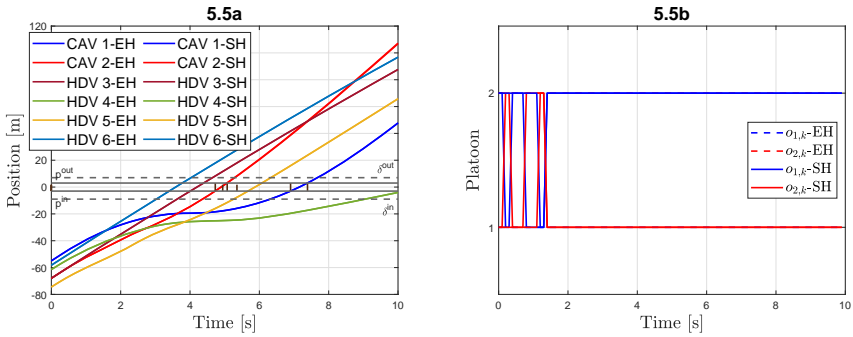 5.5a
120
CAV 1-EH CAV 1-SH
CAV 2-EH CAV 2-SH
HDV 3-EH HDV 3-SH
HDV 4-EH HDV 4-SH
HDV 5-EH HDV 5-SH
HDV 6-EH HDV 6-SH
20
0
-20
-40
-60
-80
Position [m]
p^out
δ^out
p^in
δ^in
0 2 4 6 8 10
Time [s]
5.5b
2
1
Platoon
o_{1,k}-EH
o_{2,k}-EH
o_{1,k}-SH
o_{2,k}-SH
0 2 4 6 8 10
Time [s]